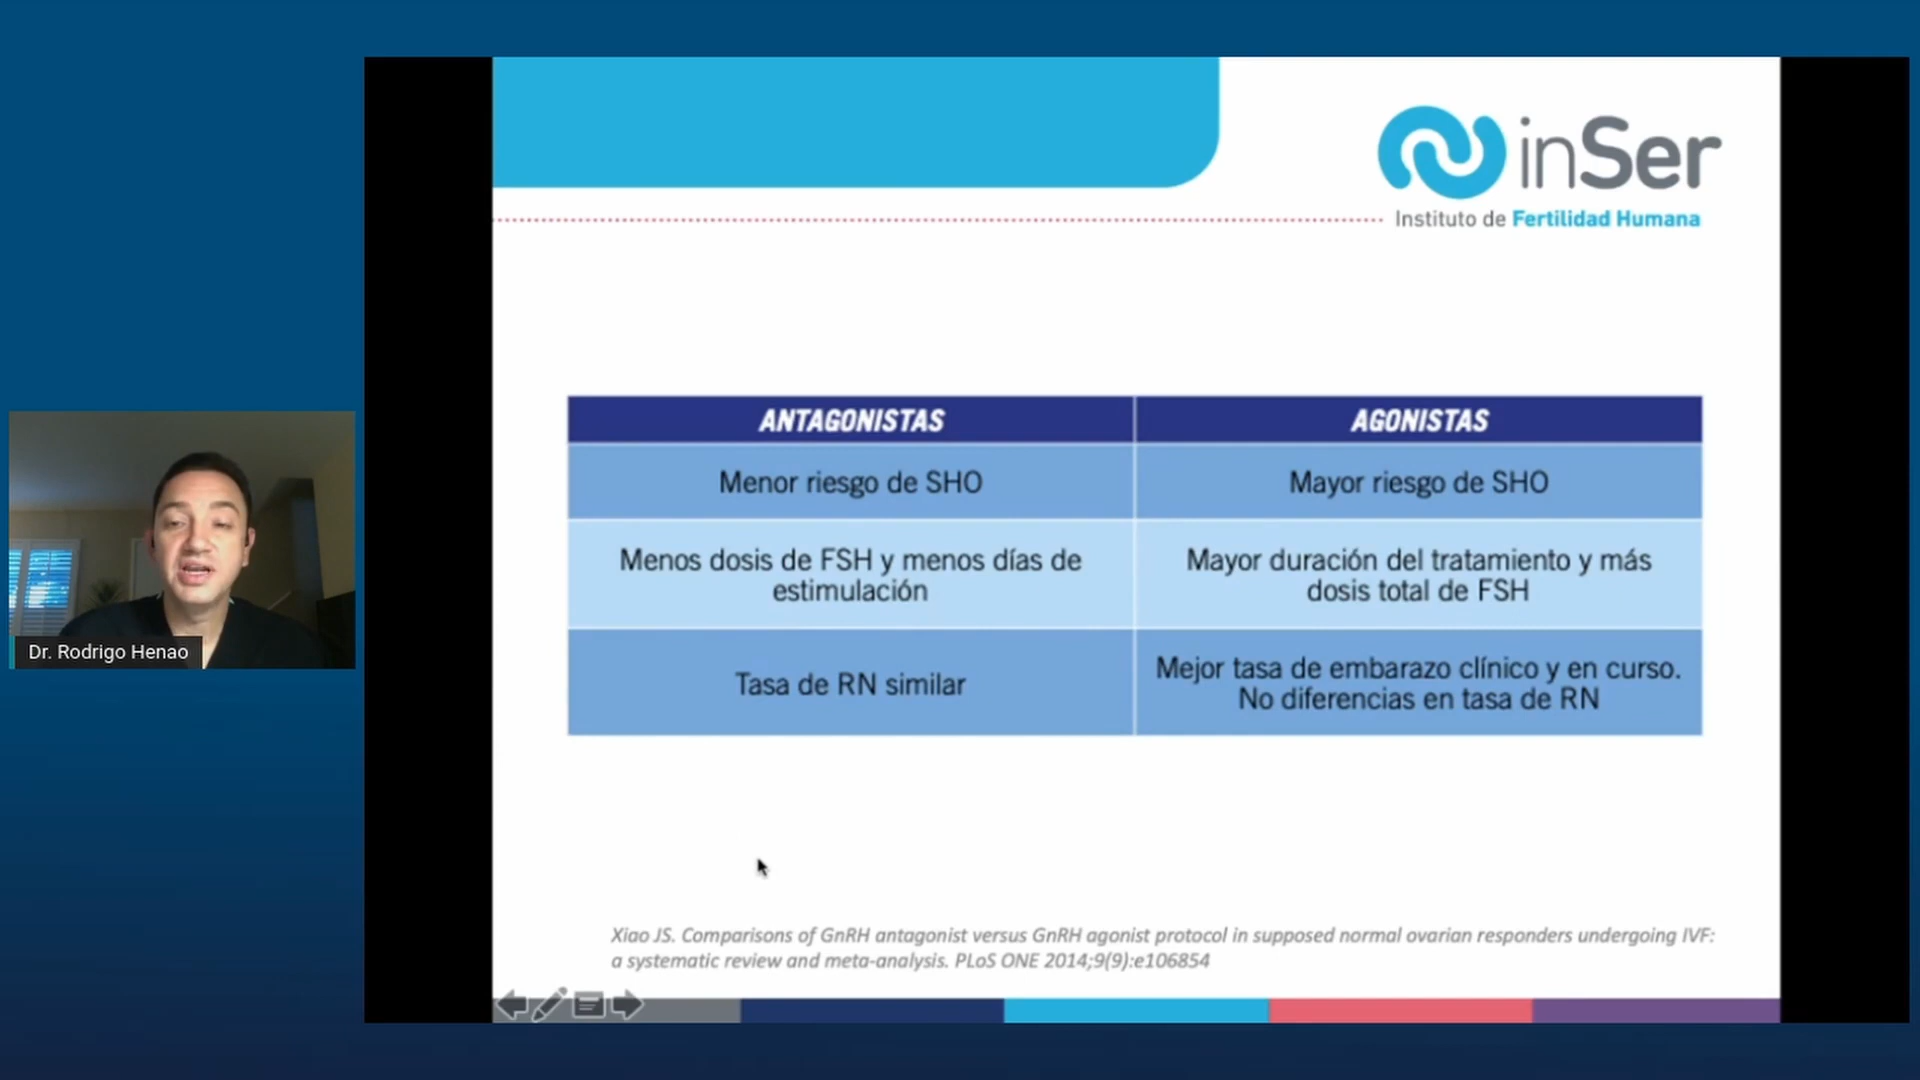 inSer
Instituto de Fertilidad Humana
ANTAGONISTAS
AGONISTAS
Menor riesgo de SHO
Mayor riesgo de SHO
Menos dosis de FSH y menos días de
estimulación
Mayor duración del tratamiento y más
dosis total de FSH
Tasa de RN similar
Mejor tasa de embarazo clínico y en curso.
No diferencias en tasa de RN
Dr. Rodrigo Henao
Xiao JS. Comparisons of GnRH antagonist versus GnRH agonist protocol in supposed normal ovarian responders undergoing IVF:
a systematic review and meta-analysis. PLoS ONE 2014;9(9):e106854